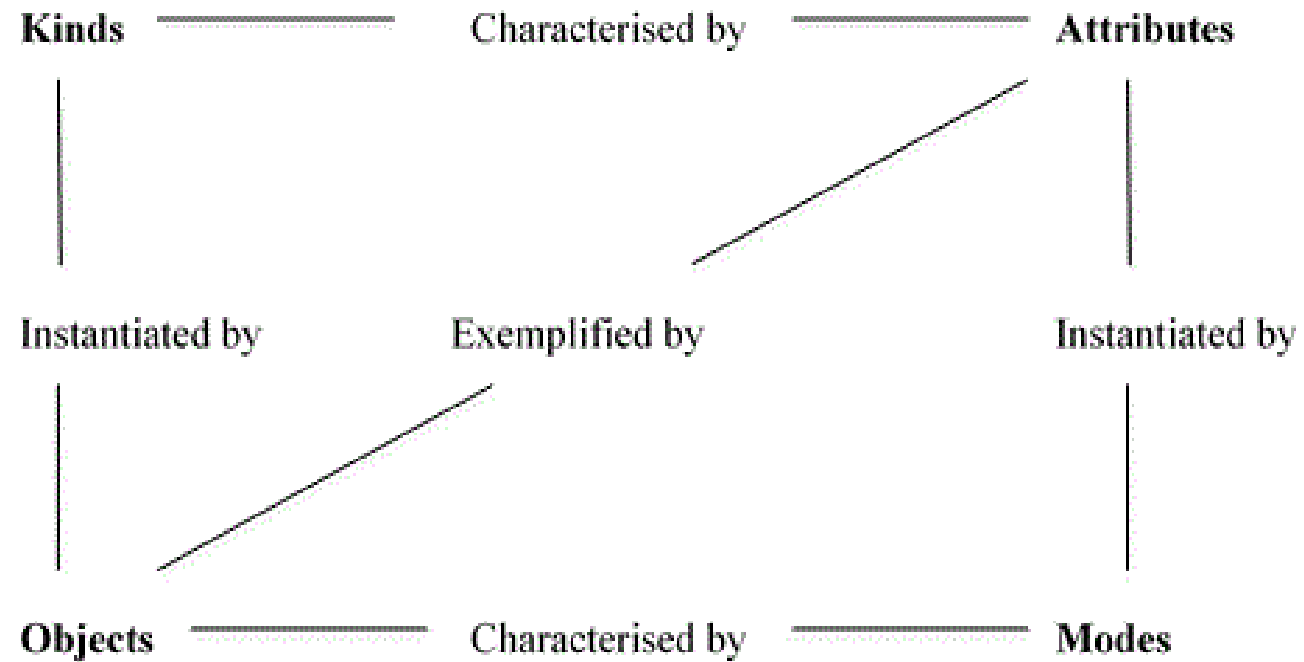 Kinds Characterised by Attributes
Instantiated by Exemplified by Instantiated by
Objects Characterised by Modes